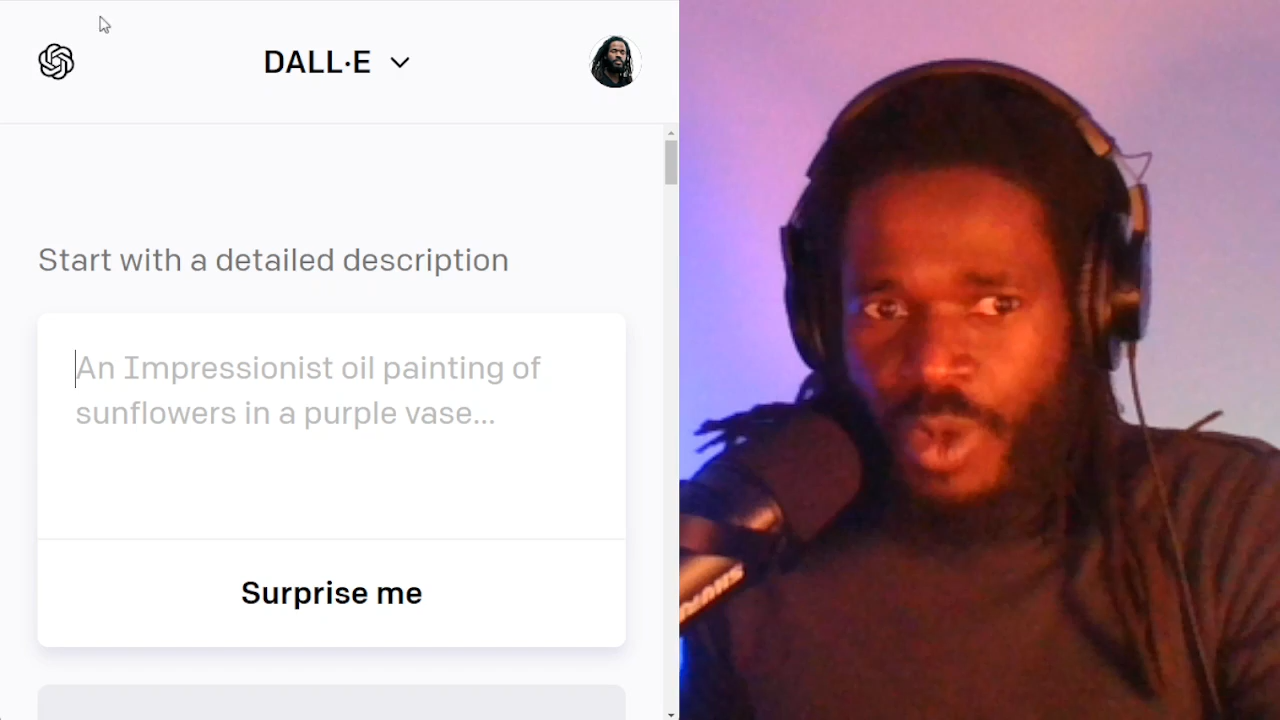 DALL·E
Start with a detailed description
An Impressionist oil painting of
sunflowers in a purple vase...
Surprise me